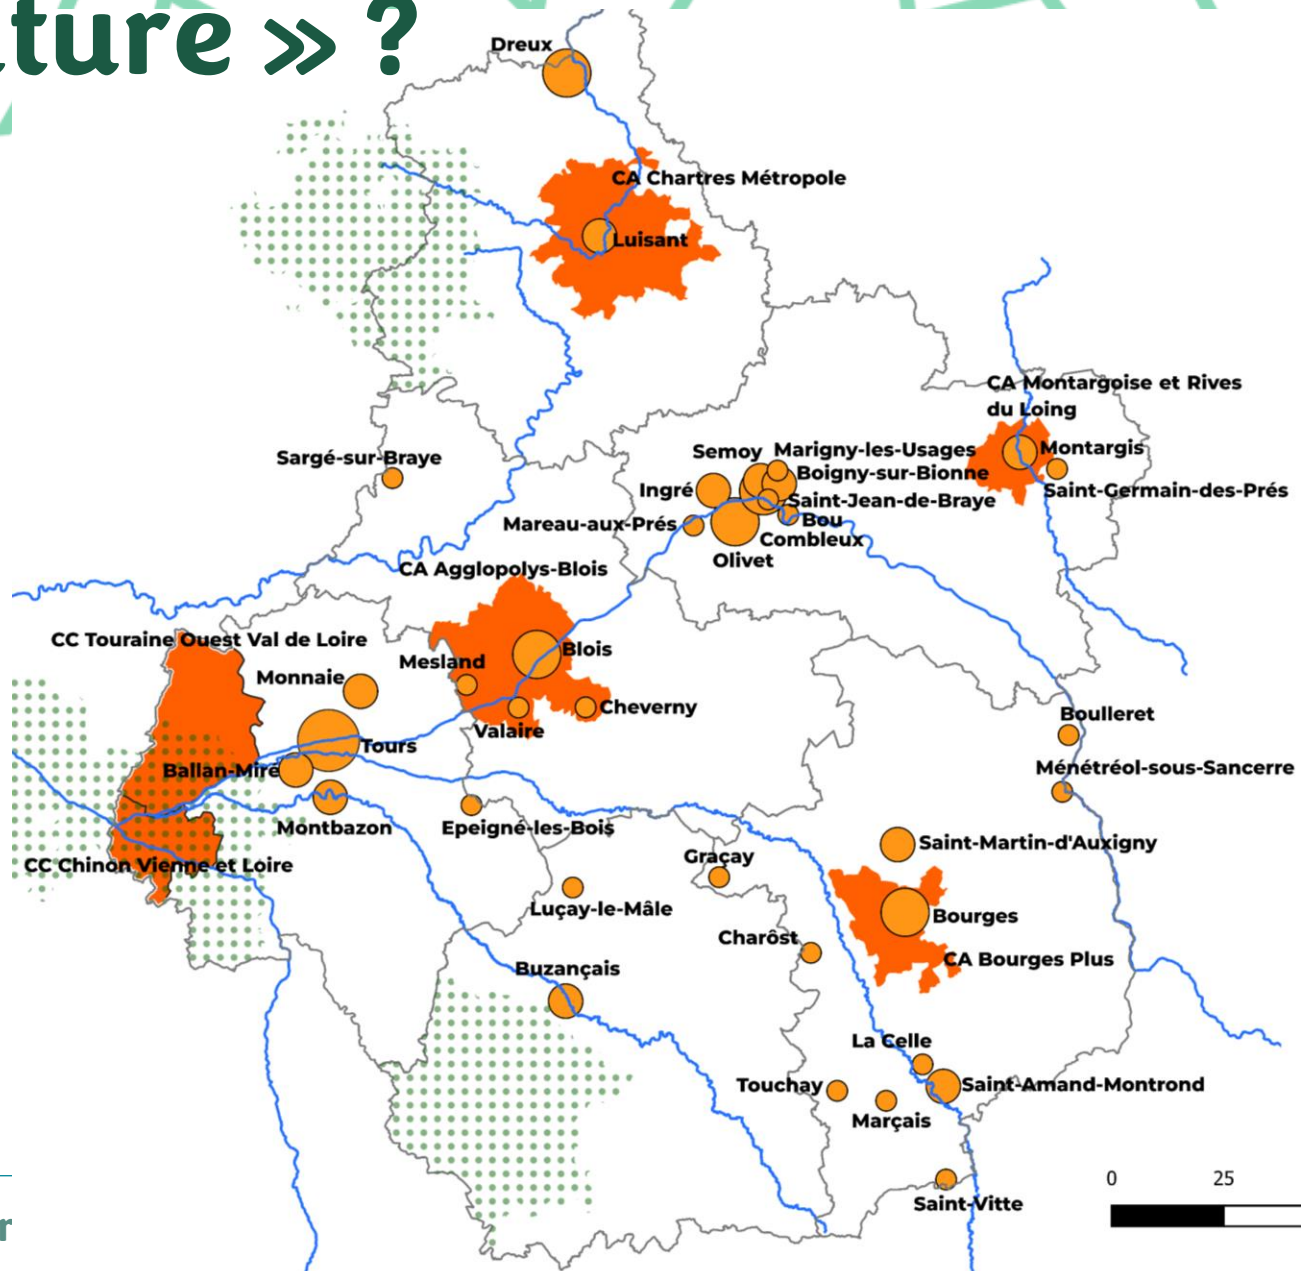 ture » ?
Dreux
CA Chartres Métropole
Luisant
CA Montargoise et Rives
du Loing
Montargis
Saint-Germain-des-Prés
Sargé-sur-Braye
Semoy
Marigny-les-Usages
Boigny-sur-Bionne
Ingré
Saint-Jean-de-Braye
Mareau-aux-Prés
Bou
Combleux
Olivet
CA Agglopolys-Blois
CC Touraine Ouest Val de Loire
Blois
Mesland
Monnaie
Cheverny
Valaire
Tours
Boulleret
Ballan-Miré
Ménétréol-sous-Sancerre
Montbazon
Epeigné-les-Bois
Saint-Martin-d'Auxigny
Graçay
CC Chinon Vienne et Loire
Luçay-le-Mâle
Bourges
Charôst
CA Bourges Plus
Buzançais
La Celle
Touchay
Saint-Amand-Montrond
Marçais
Saint-Vitte
0 25